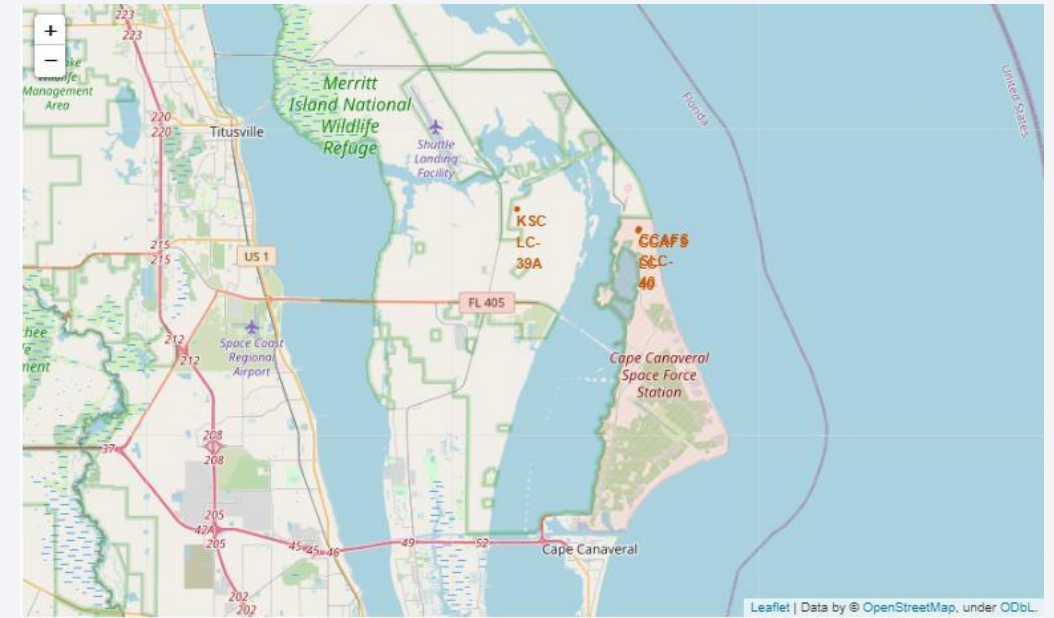 +
−
223
223
Wildlife
Management
Area
220
220
Titusville
Merritt
Island National
Wildlife
Refuge
Shuttle
Landing
Facility
Florida
United States
KSC
LC-
39A
CCAFS
SLC-
40
215
215
US 1
FL 405
212
212
Space Coast
Regional
Airport
Cape Canaveral
Space Force
Station
208
208
37
205
42A
205
45
45
46
49
52
Cape Canaveral
202
202
Leaflet | Data by © OpenStreetMap, under ODbL.